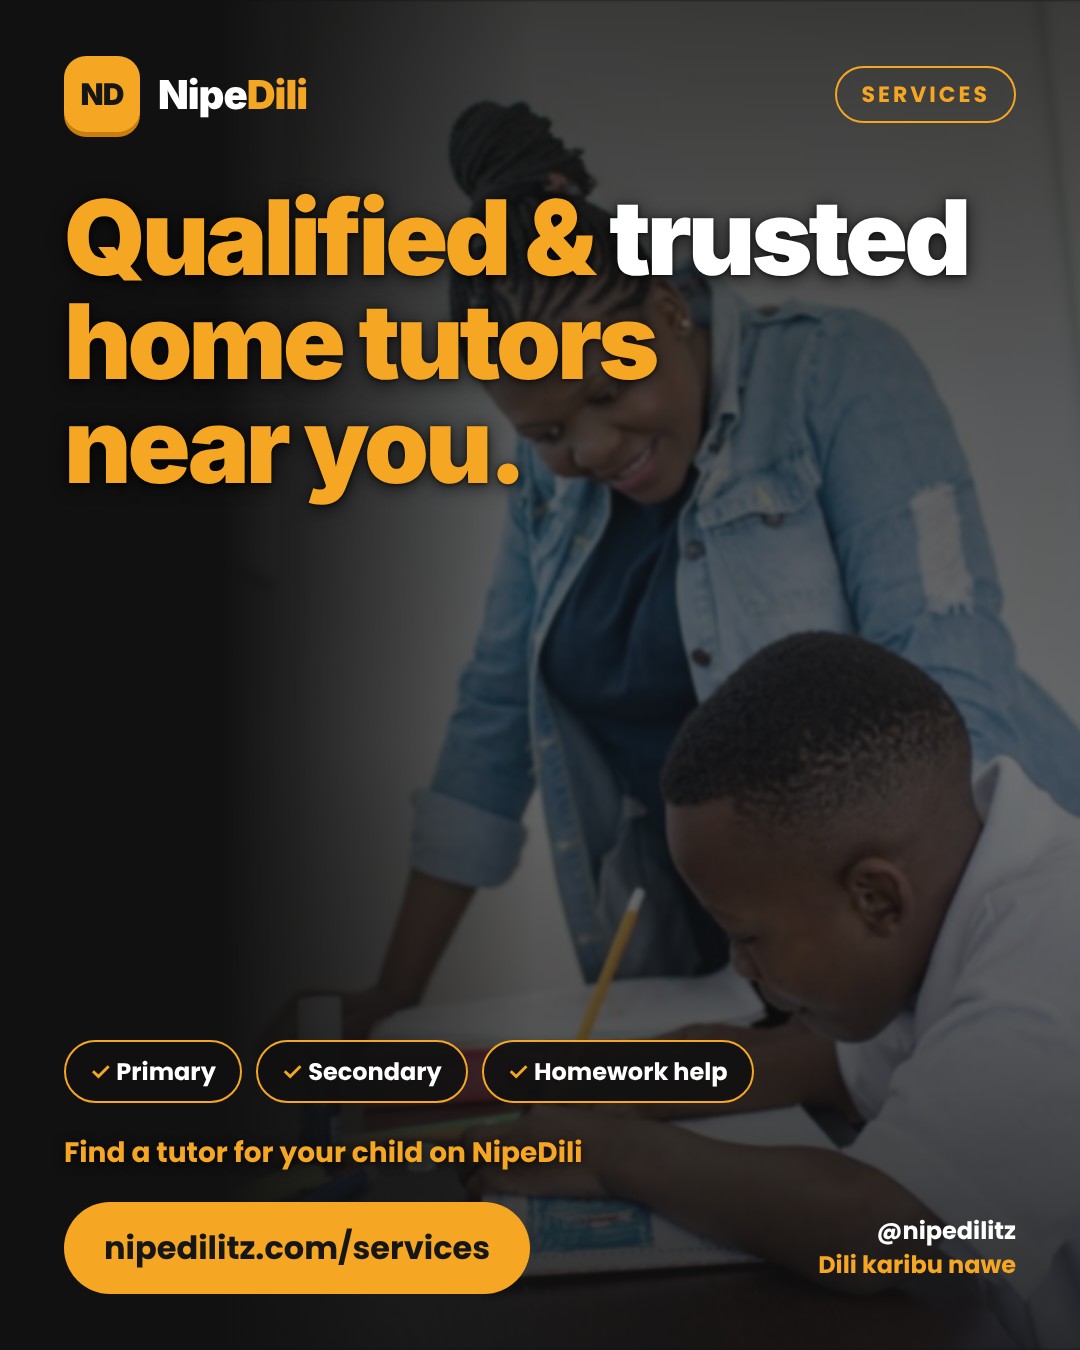 ND
NipeDili
SERVICES
Qualified & trusted
home tutors
near you.
✓ Primary
✓ Secondary
✓ Homework help
Find a tutor for your child on NipeDili
nipedilitz.com/services
@nipedilitz
Dili karibu nawe